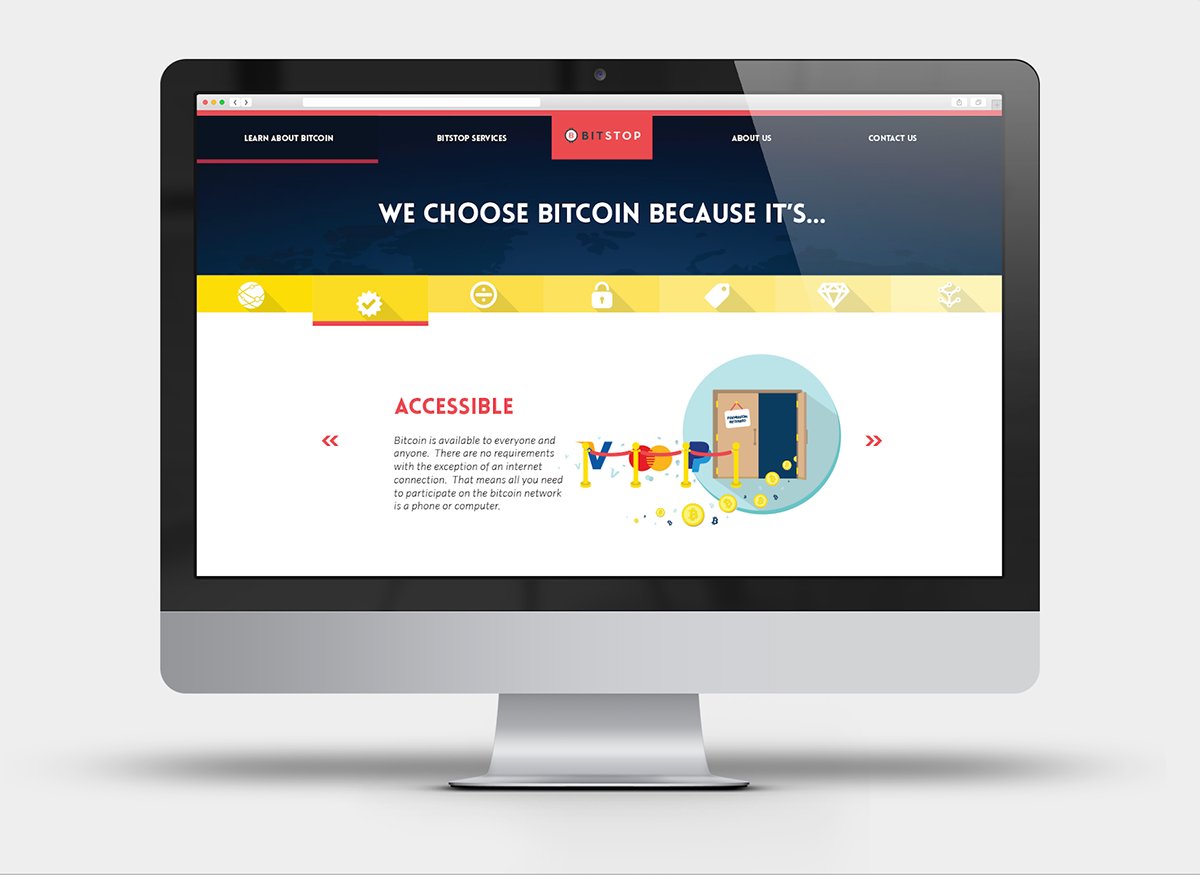 LEARN ABOUT BITCOIN
BITSTOP SERVICES
BITSTOP
ABOUT US
CONTACT US
WE CHOOSE BITCOIN BECAUSE IT'S...
ACCESSIBLE
Bitcoin is available to everyone and
anyone. There are no requirements
with the exception of an internet
connection. That means all you need
to participate on the bitcoin network
is a phone or computer.